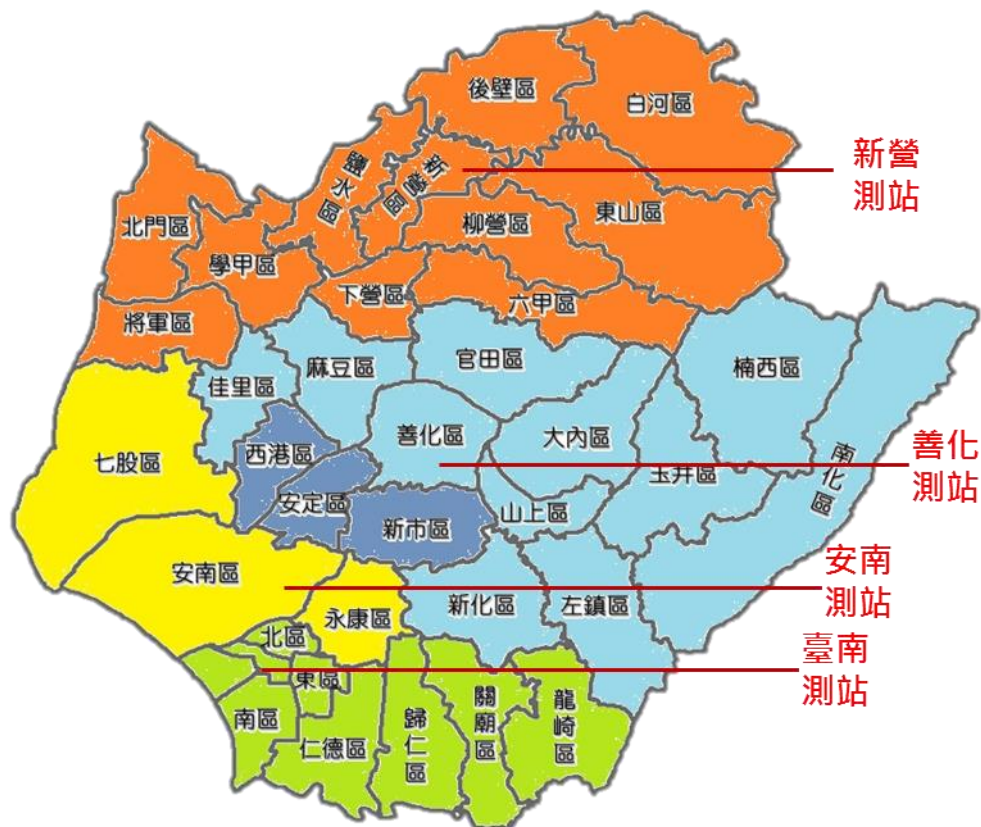 後壁區
白河區
新營
測站
鹽水區
新營區
東山區
北門區
柳營區
學甲區
下營區
六甲區
將軍區
官田區
楠西區
麻豆區
佳里區
善化區
大內區
善化
測站
西港區
七股區
玉井區
南化區
安定區
山上區
新市區
安南
測站
安南區
新化區
左鎮區
永康區
北區
臺南
測站
東區
南區
仁德區
歸仁區
關廟區
龍崎區